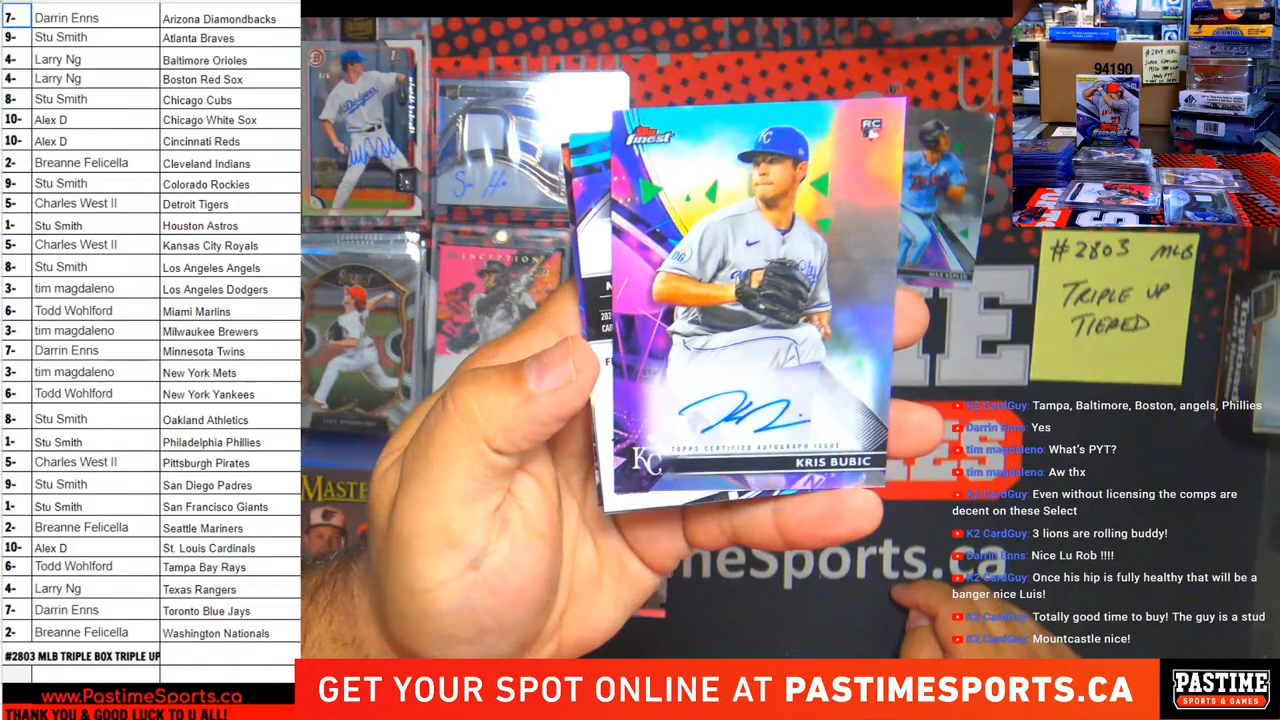 7- Darrin Enns Arizona Diamondbacks
9- Stu Smith Atlanta Braves
4- Larry Ng Baltimore Orioles
4- Larry Ng Boston Red Sox
8- Stu Smith Chicago Cubs
10- Alex D Chicago White Sox
10- Alex D Cincinnati Reds
2- Breanne Felicella Cleveland Indians
9- Stu Smith Colorado Rockies
5- Charles West II Detroit Tigers
1- Stu Smith Houston Astros
5- Charles West II Kansas City Royals
8- Stu Smith Los Angeles Angels
3- tim magdaleno Los Angeles Dodgers
6- Todd Wohlford Miami Marlins
3- tim magdaleno Milwaukee Brewers
7- Darrin Enns Minnesota Twins
3- tim magdaleno New York Mets
6- Todd Wohlford New York Yankees
8- Stu Smith Oakland Athletics
1- Stu Smith Philadelphia Phillies
5- Charles West II Pittsburgh Pirates
9- Stu Smith San Diego Padres
1- Stu Smith San Francisco Giants
2- Breanne Felicella Seattle Mariners
10- Alex D St. Louis Cardinals
6- Todd Wohlford Tampa Bay Rays
4- Larry Ng Texas Rangers
7- Darrin Enns Toronto Blue Jays
2- Breanne Felicella Washington Nationals
#2803 MLB TRIPLE BOX TRIPLE UP
www.PastimeSports.ca
THANK YOU & GOOD LUCK TO U ALL!
finest
RC
KC
TOPPS CERTIFIED AUTOGRAPH ISSUE
KRIS BUBIC
INCEPTION
MAX KEPLER
94190
finest
#2803 MLB
TRIPLE UP
TIERED
K2 CardGuy: Tampa, Baltimore, Boston, angels, Phillies
Darrin Enns: Yes
tim magdaleno: What's PYT?
tim magdaleno: Aw thx
K2 CardGuy: Even without licensing the comps are
decent on these Select
K2 CardGuy: 3 lions are rolling buddy!
Darrin Enns: Nice Lu Rob !!!!
K2 CardGuy: Once his hip is fully healthy that will be a
banger nice Luis!
K2 CardGuy: Totally good time to buy! The guy is a stud
K2 CardGuy: Mountcastle nice!
meSports.ca
GET YOUR SPOT ONLINE AT PASTIMESPORTS.CA
PASTIME
SPORTS & GAMES